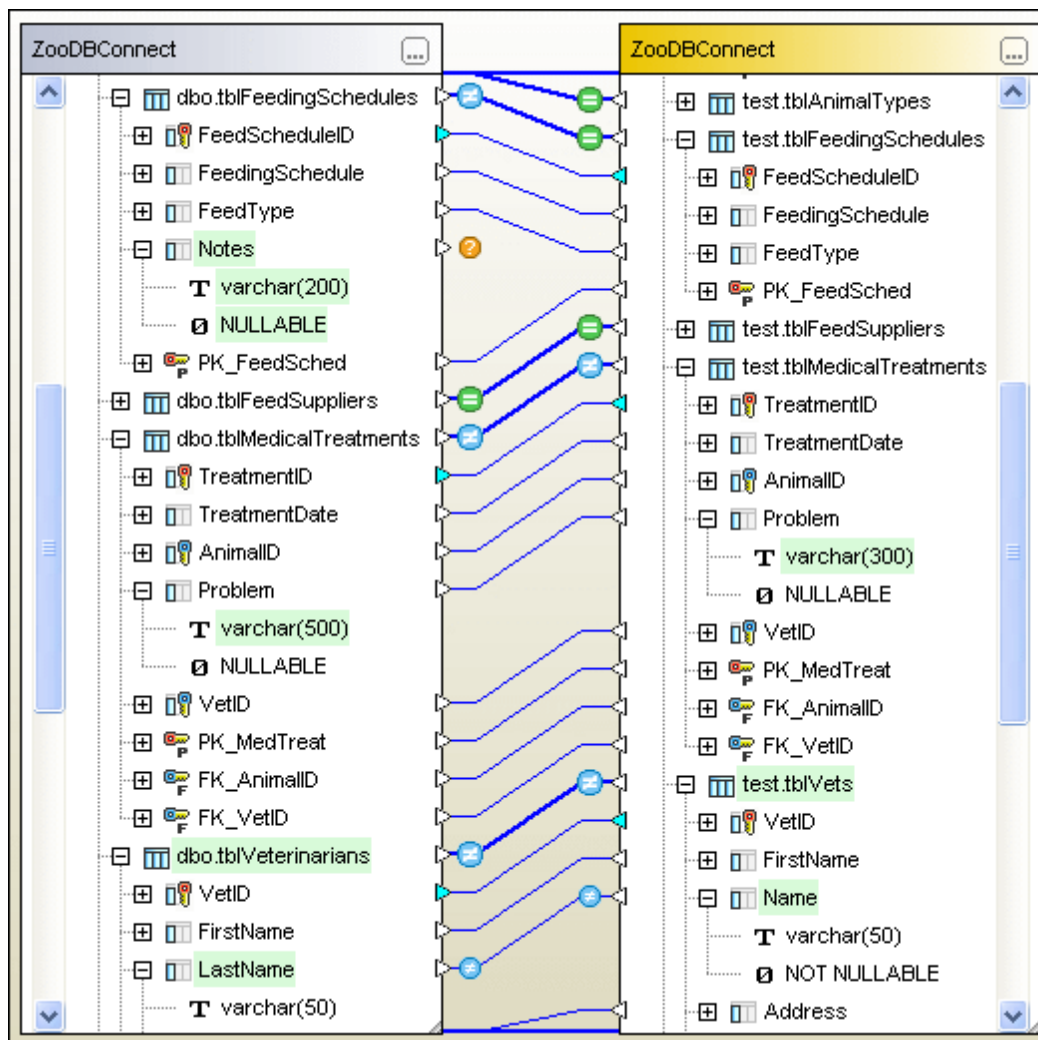 ZooDBConnect
...
dbo.tblFeedingSchedules
FeedScheduleID
FeedingSchedule
FeedType
Notes
T varchar(200)
Ø NULLABLE
P PK_FeedSched
dbo.tblFeedSuppliers
dbo.tblMedicalTreatments
TreatmentID
TreatmentDate
AnimalID
Problem
T varchar(500)
Ø NULLABLE
VetID
P PK_MedTreat
F FK_AnimalID
F FK_VetID
dbo.tblVeterinarians
VetID
FirstName
LastName
T varchar(50)
≠
=
=
?
=
≠
=
≠
≠
≠
≠
≠
ZooDBConnect
...
test.tblAnimalTypes
test.tblFeedingSchedules
FeedScheduleID
FeedingSchedule
FeedType
P PK_FeedSched
test.tblFeedSuppliers
test.tblMedicalTreatments
TreatmentID
TreatmentDate
AnimalID
Problem
T varchar(300)
Ø NULLABLE
VetID
P PK_MedTreat
F FK_AnimalID
F FK_VetID
test.tblVets
VetID
FirstName
Name
T varchar(50)
Ø NOT NULLABLE
Address